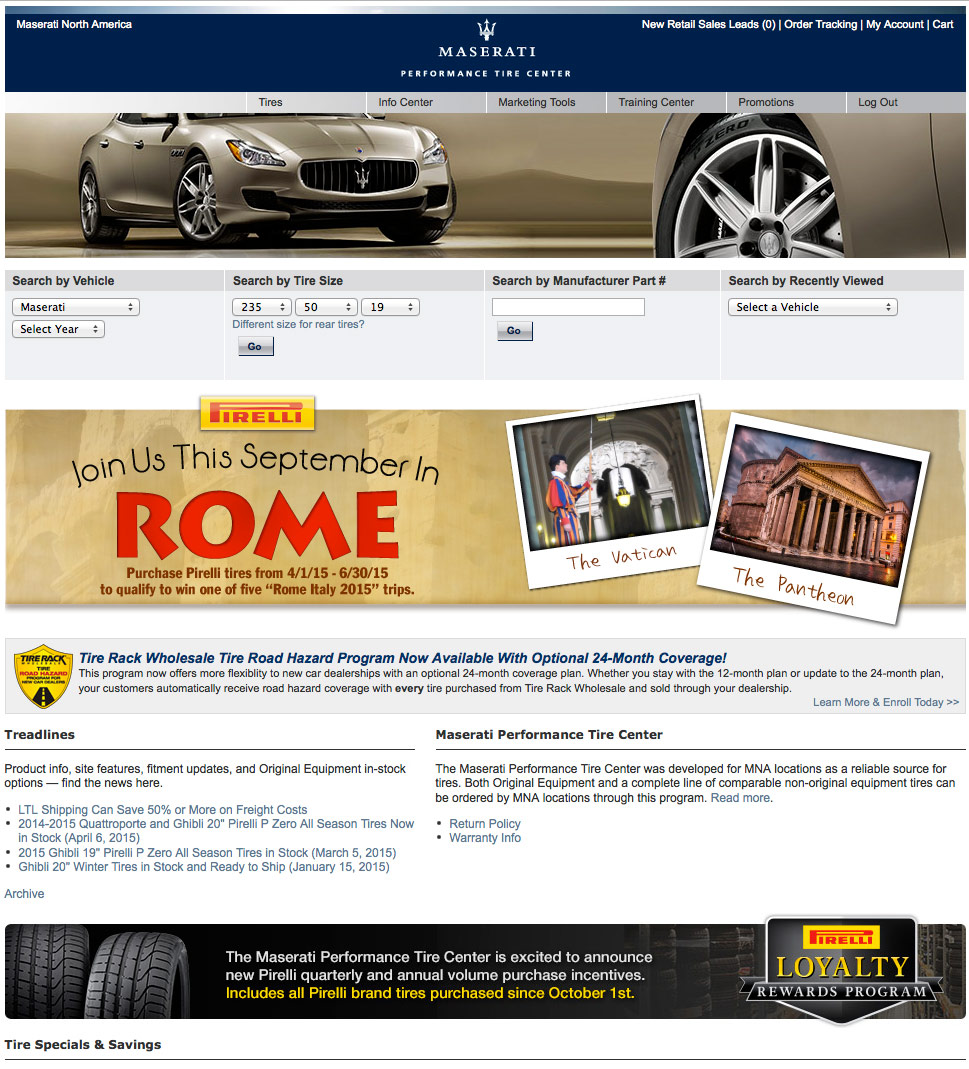 Maserati North America
New Retail Sales Leads (0) | Order Tracking | My Account | Cart
MASERATI
PERFORMANCE TIRE CENTER
Tires
Info Center
Marketing Tools
Training Center
Promotions
Log Out
ZERO
Search by Vehicle
Maserati
Select Year
Search by Tire Size
235 50 19
Different size for rear tires?
Go
Search by Manufacturer Part #
Go
Search by Recently Viewed
Select a Vehicle
PIRELLI
Join Us This September In
ROME
Purchase Pirelli tires from 4/1/15 - 6/30/15
to qualify to win one of five “Rome Italy 2015” trips.
The Vatican
The Pantheon
TIRE RACK
WHOLESALE
TIRE
ROAD HAZARD
PROGRAM FOR
NEW CAR DEALERS
Tire Rack Wholesale Tire Road Hazard Program Now Available With Optional 24-Month Coverage!
This program now offers more flexiblity to new car dealerships with an optional 24-month coverage plan. Whether you stay with the 12-month plan or update to the 24-month plan,
your customers automatically receive road hazard coverage with every tire purchased from Tire Rack Wholesale and sold through your dealership.
Learn More & Enroll Today >>
Treadlines
Product info, site features, fitment updates, and Original Equipment in-stock
options — find the news here.
• LTL Shipping Can Save 50% or More on Freight Costs
• 2014-2015 Quattroporte and Ghibli 20" Pirelli P Zero All Season Tires Now
in Stock (April 6, 2015)
• 2015 Ghibli 19" Pirelli P Zero All Season Tires in Stock (March 5, 2015)
• Ghibli 20" Winter Tires in Stock and Ready to Ship (January 15, 2015)
Archive
Maserati Performance Tire Center
The Maserati Performance Tire Center was developed for MNA locations as a reliable source for
tires. Both Original Equipment and a complete line of comparable non-original equipment tires can
be ordered by MNA locations through this program. Read more.
• Return Policy
• Warranty Info
The Maserati Performance Tire Center is excited to announce
new Pirelli quarterly and annual volume purchase incentives.
Includes all Pirelli brand tires purchased since October 1st.
PIRELLI
LOYALTY
REWARDS PROGRAM
Tire Specials & Savings